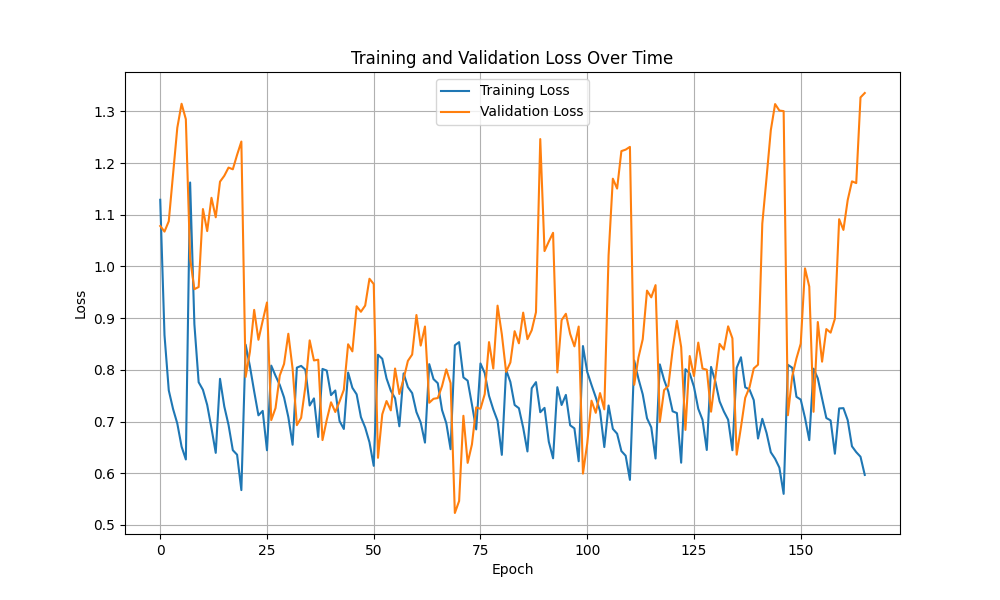 Training and Validation Loss Over Time
Training Loss
Validation Loss
1.3
1.2
1.1
1.0
0.9
0.8
0.7
0.6
0.5
Loss
0 25 50 75 100 125 150
Epoch